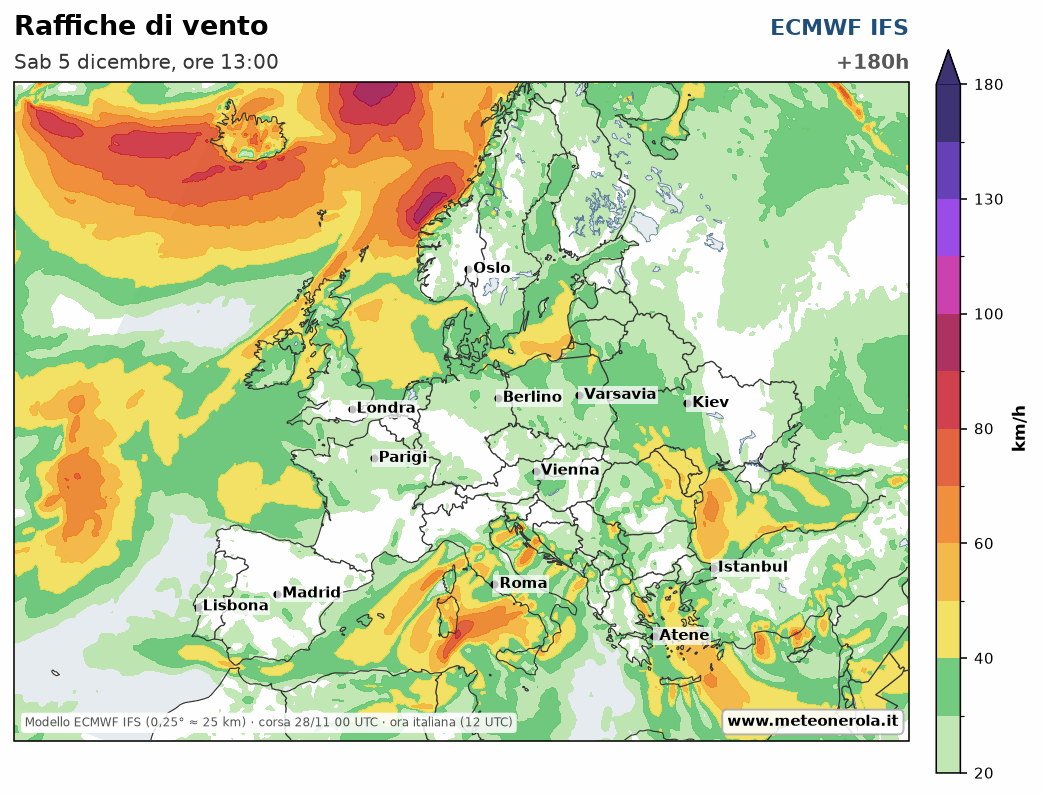 Raffiche di vento
ECMWF IFS
Sab 5 dicembre, ore 13:00
+180h
180
130
100
80
60
40
20
km/h
Oslo
Berlino
Varsavia
Kiev
Londra
Parigi
Vienna
Istanbul
Roma
Madrid
Lisbona
Atene
Modello ECMWF IFS (0,25° ≈ 25 km) · corsa 28/11 00 UTC · ora italiana (12 UTC)
www.meteonerola.it